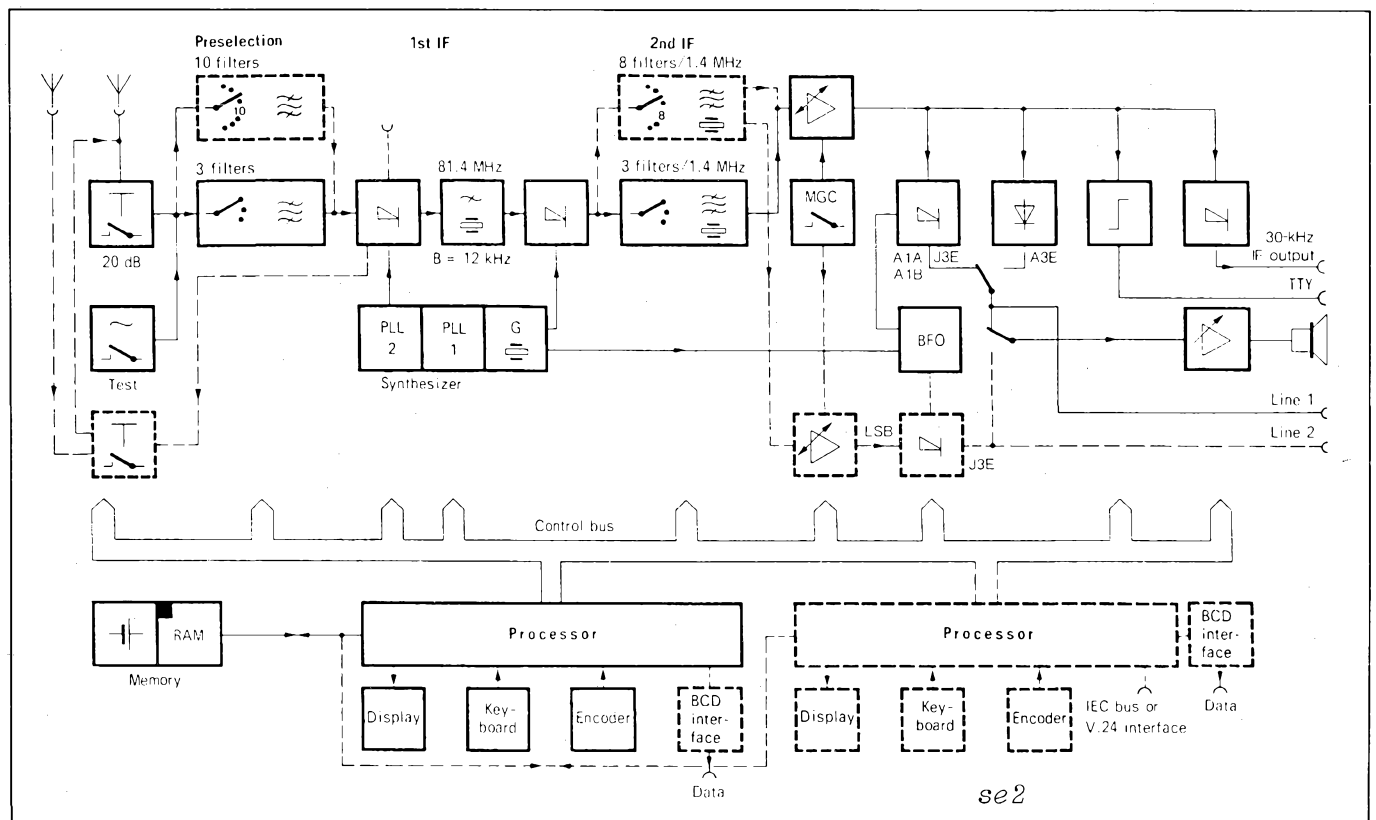 Preselection
10 filters
1st IF
2nd IF
8 filters/1.4 MHz
10
8
3 filters
81.4 MHz
3 filters/1.4 MHz
MGC
20 dB
B = 12 kHz
A1A
A1B
J3E
A3E
30-kHz
IF output
TTY
PLL
2
PLL
1
G
BFO
Test
Synthesizer
Line 1
LSB
Line 2
J3E
Control bus
RAM
Memory
Processor
Processor
BCD
inter-
face
Display
Key-
board
Encoder
BCD
inter-
face
Display
Key-
board
Encoder
IEC bus or
V.24 interface
Data
Data
se2